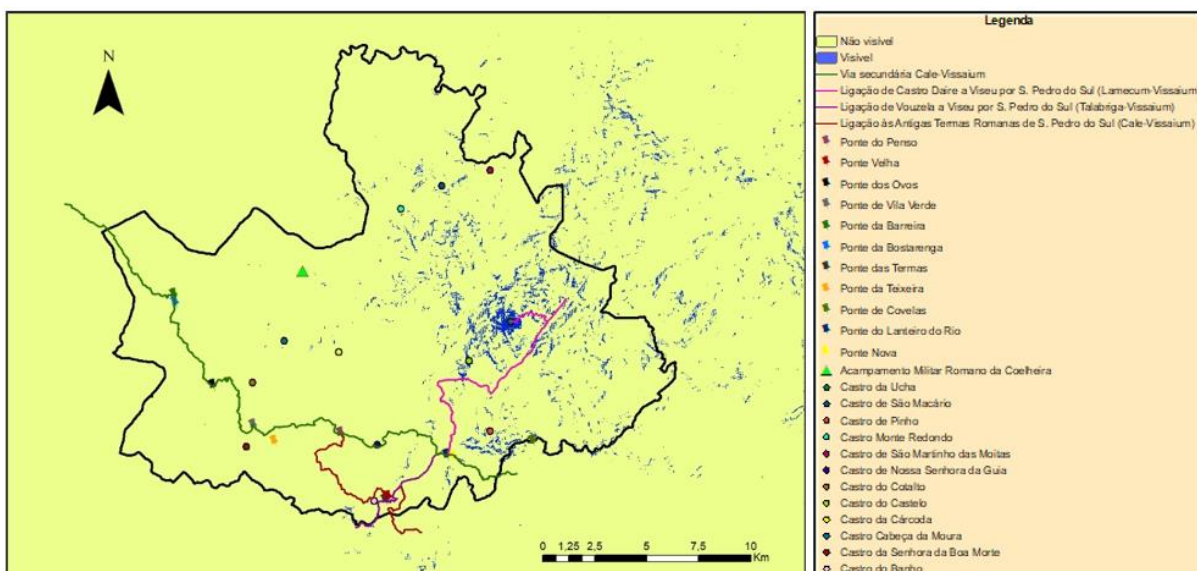 N
0 1,25 2,5 5 7,5 10
Km
Legenda
Não visível
Visível
Via secundária Cale-Vissaium
Ligação de Castro Daire a Viseu por S. Pedro do Sul (Lamecum-Vissaium)
Ligação de Vouzela a Viseu por S. Pedro do Sul (Talabriga-Vissaium)
Ligação às Antigas Termas Romanas de S. Pedro do Sul (Cale-Vissaium)
Ponte do Penso
Ponte Velha
Ponte dos Ovos
Ponte de Vila Verde
Ponte da Barreira
Ponte da Bostarenga
Ponte das Termas
Ponte da Teixeira
Ponte de Covelas
Ponte do Lanteiro do Rio
Ponte Nova
Acampamento Militar Romano da Coelheira
Castro da Ucha
Castro de São Macário
Castro de Pinho
Castro Monte Redondo
Castro de São Martinho das Moitas
Castro de Nossa Senhora da Guia
Castro do Cotalto
Castro do Castelo
Castro da Cárcoda
Castro Cabeça da Moura
Castro da Senhora da Boa Morte
Castro do Banho